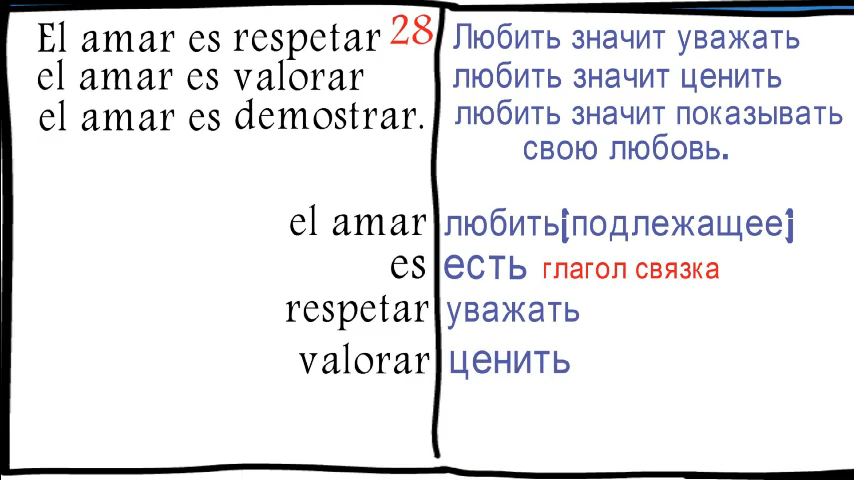 El amar es respetar 28
el amar es valorar
el amar es demostrar.
Любить значит уважать
любить значит ценить
любить значит показывать
свою любовь.
el amar любить(подлежащее)
es есть глагол связка
respetar уважать
valorar ценить